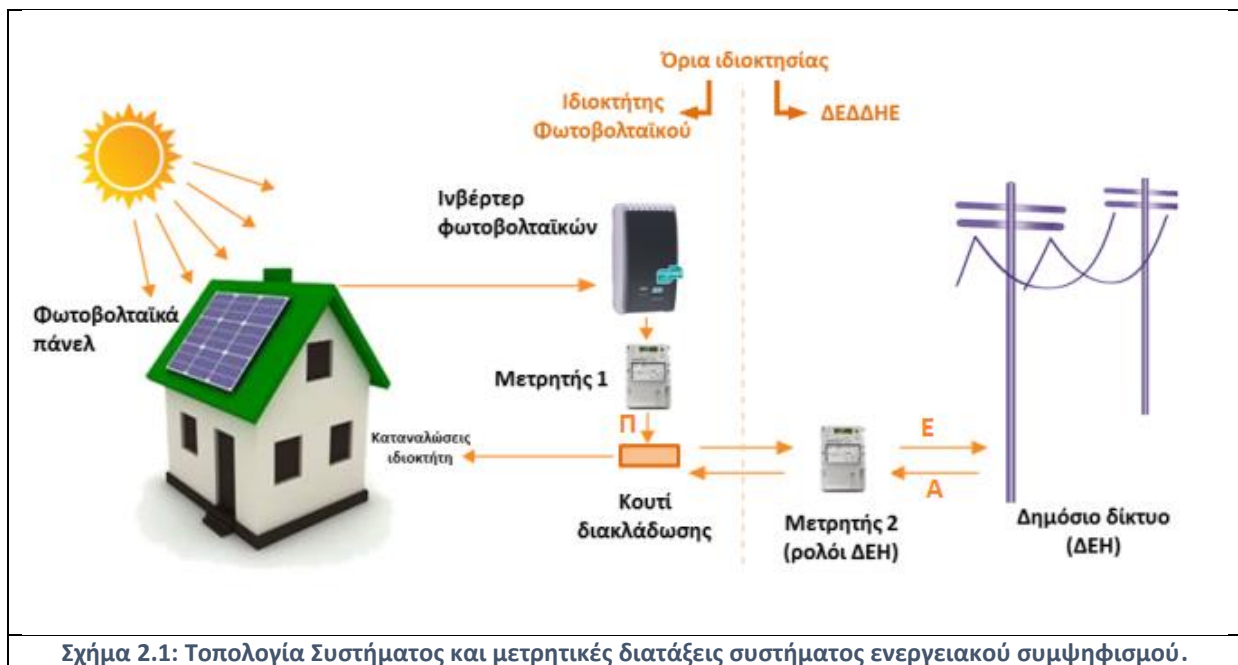 Όρια ιδιοκτησίας
Ιδιοκτήτης
Φωτοβολταϊκού
ΔΕΔΔΗΕ
Ινβέρτερ
φωτοβολταϊκών
Φωτοβολταϊκά
πάνελ
Μετρητής 1
Π
Καταναλώσεις
ιδιοκτήτη
Ε
Α
Κουτί
διακλάδωσης
Μετρητής 2
(ρολόι ΔΕΗ)
Δημόσιο δίκτυο
(ΔΕΗ)
Σχήμα 2.1: Τοπολογία Συστήματος και μετρητικές διατάξεις συστήματος ενεργειακού συμψηφισμού.